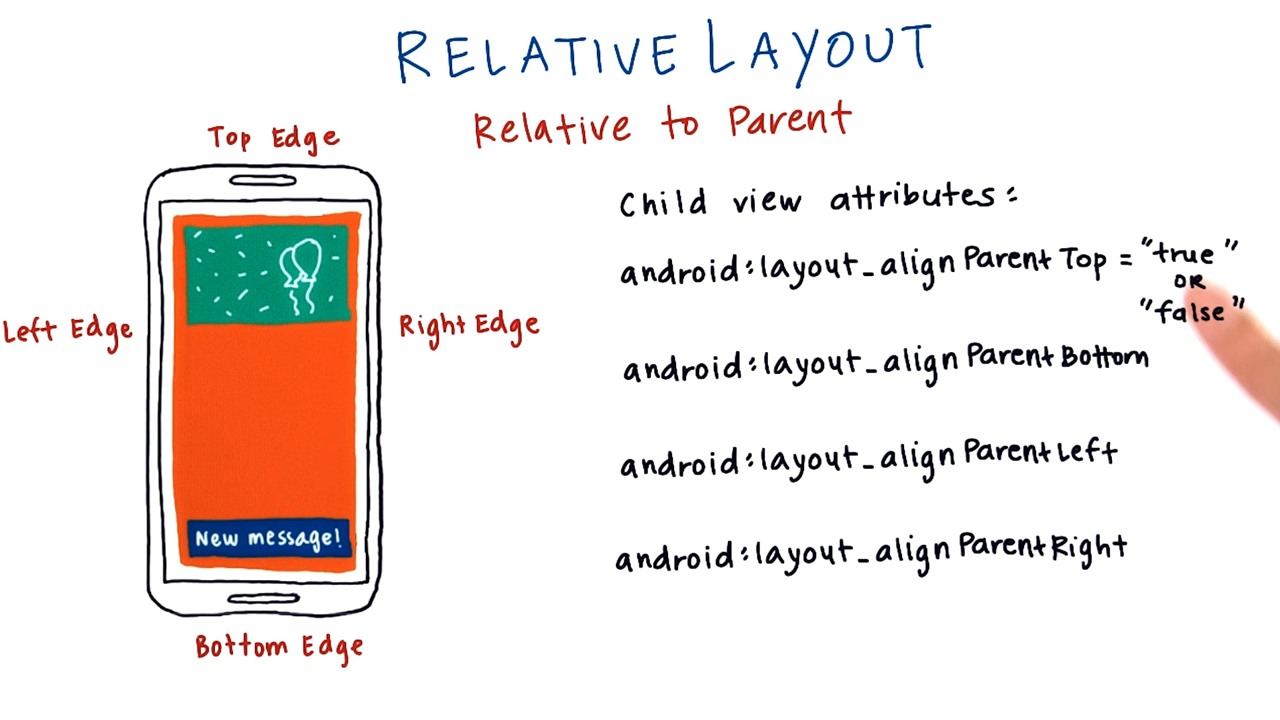 RELATIVE LAYOUT
Relative to Parent
Top Edge
Left Edge
Right Edge
New message!
Bottom Edge
Child view attributes:
android:layout_alignParentTop = "true"
OR
"false"
android:layout_alignParentBottom
android:layout_alignParentLeft
android:layout_alignParentRight